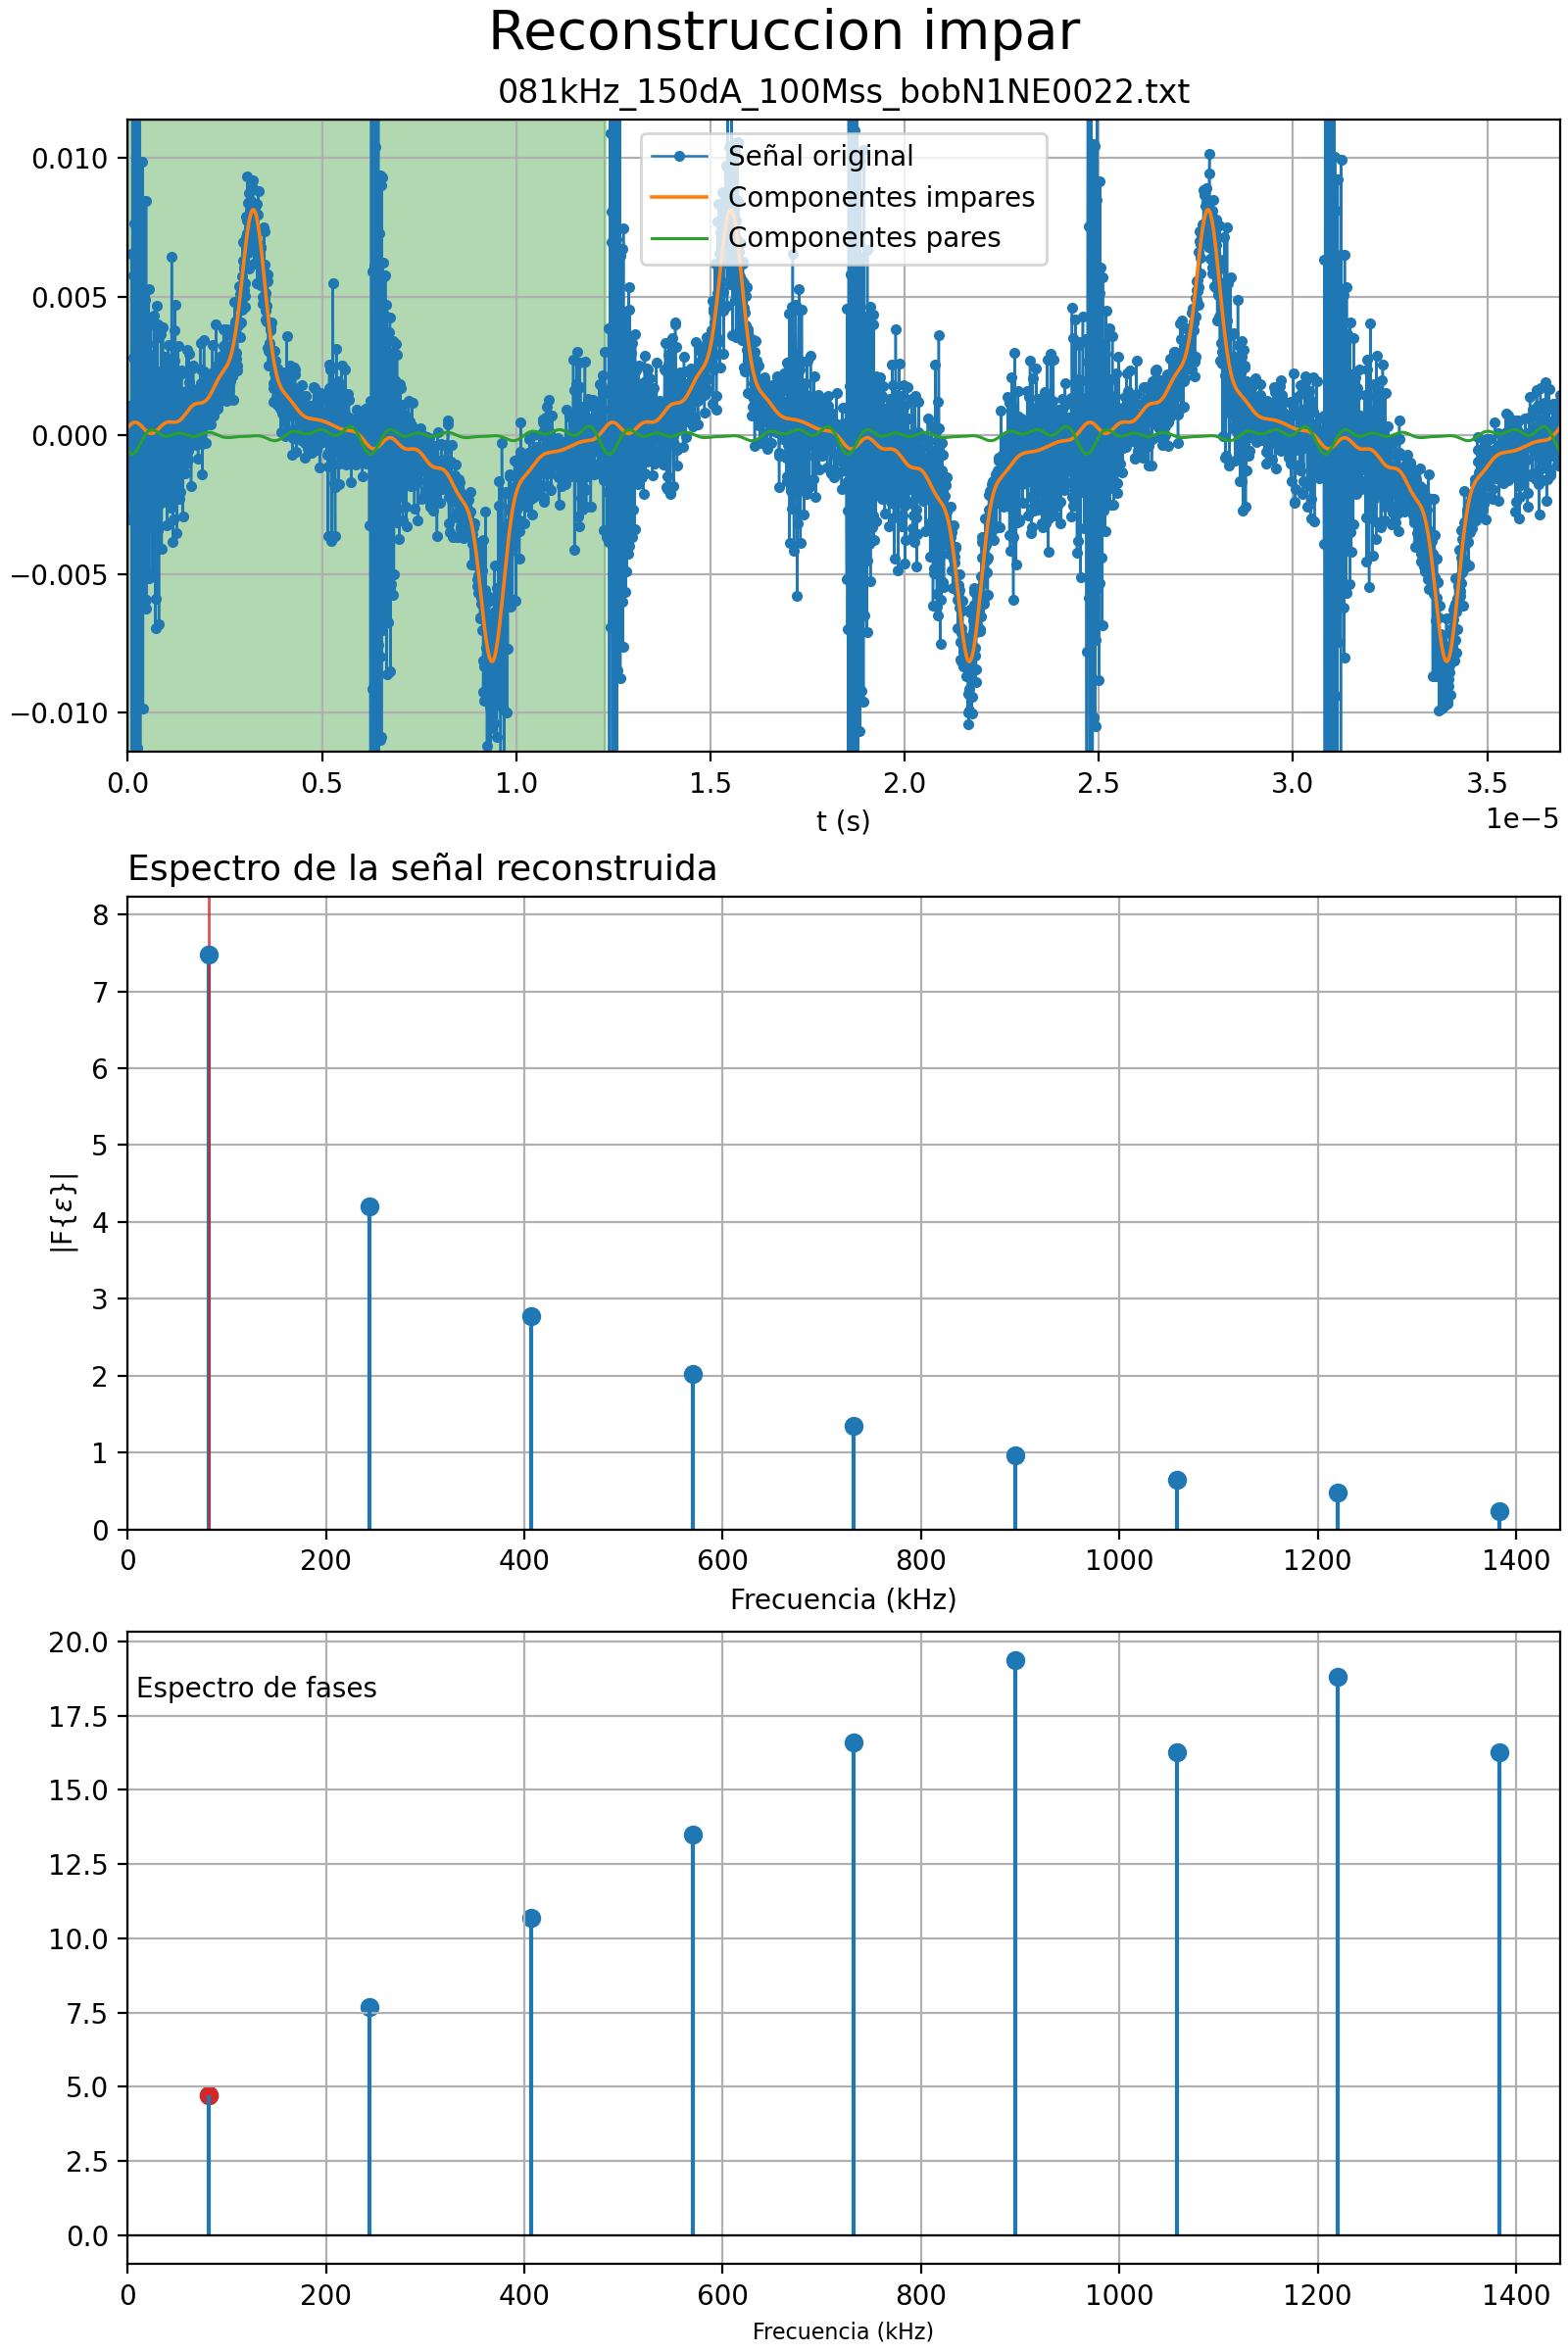 Reconstruccion impar
081kHz_150dA_100Mss_bobN1NE0022.txt
Señal original
Componentes impares
Componentes pares
0.010
0.005
0.000
−0.005
−0.010
0.0 0.5 1.0 1.5 2.0 2.5 3.0 3.5
t (s)
1e−5
Espectro de la señal reconstruida
|F{ε}|
8
7
6
5
4
3
2
1
0
0 200 400 600 800 1000 1200 1400
Frecuencia (kHz)
Espectro de fases
20.0
17.5
15.0
12.5
10.0
7.5
5.0
2.5
0.0
0 200 400 600 800 1000 1200 1400
Frecuencia (kHz)